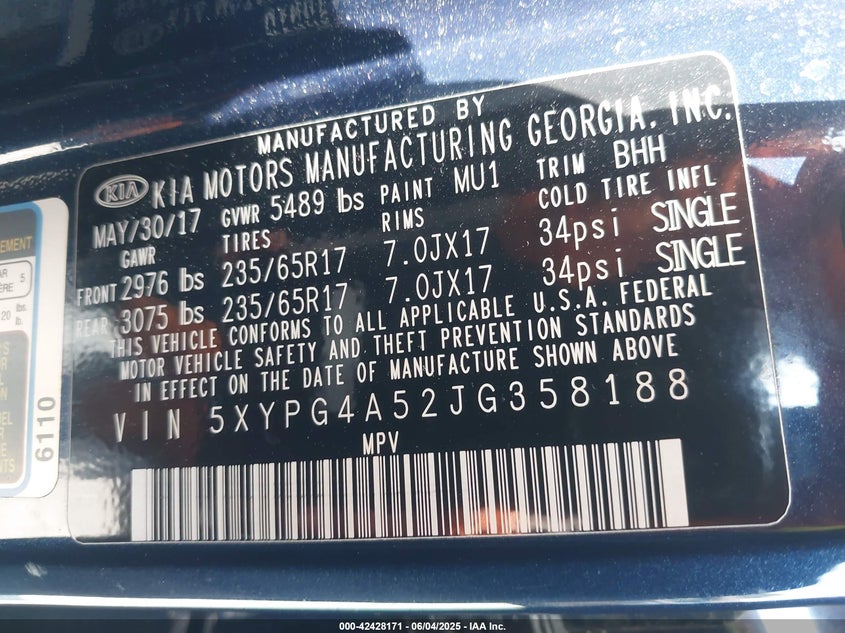 MANUFACTURED BY
KIA KIA MOTORS MANUFACTURING GEORGIA, INC.
MAY/30/17 GVWR 5489 lbs PAINT MU1 TRIM BHH
GAWR TIRES RIMS COLD TIRE INFL
FRONT 2976 lbs 235/65R17 7.0JX17 34psi SINGLE
REAR 3075 lbs 235/65R17 7.0JX17 34psi SINGLE
THIS VEHICLE CONFORMS TO ALL APPLICABLE U.S.A. FEDERAL
MOTOR VEHICLE SAFETY AND THEFT PREVENTION STANDARDS
IN EFFECT ON THE DATE OF MANUFACTURE SHOWN ABOVE
VIN 5XYPG4A52JG358188
MPV
6110
000-42428171 - 06/04/2025 - IAA Inc.